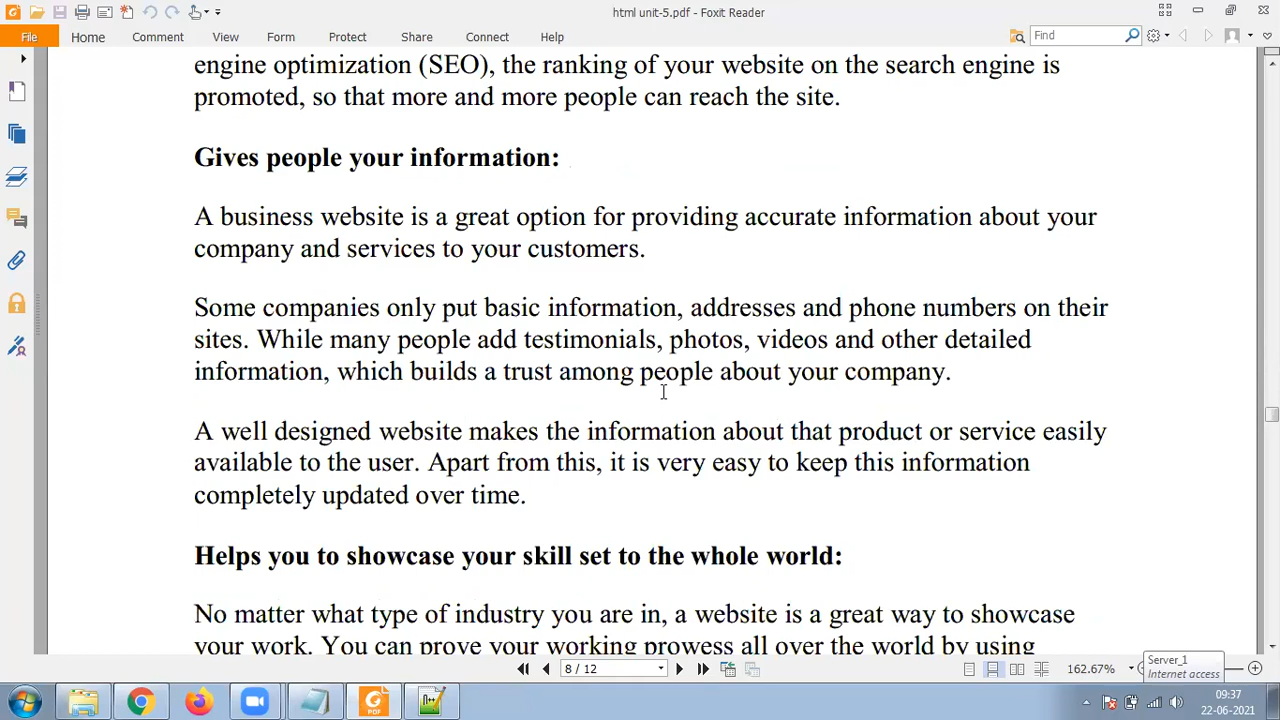 html unit-5.pdf - Foxit Reader
File Home Comment View Form Protect Share Connect Help Find
engine optimization (SEO), the ranking of your website on the search engine is
promoted, so that more and more people can reach the site.
Gives people your information:
A business website is a great option for providing accurate information about your
company and services to your customers.
Some companies only put basic information, addresses and phone numbers on their
sites. While many people add testimonials, photos, videos and other detailed
information, which builds a trust among people about your company.
A well designed website makes the information about that product or service easily
available to the user. Apart from this, it is very easy to keep this information
completely updated over time.
Helps you to showcase your skill set to the whole world:
No matter what type of industry you are in, a website is a great way to showcase
your work. You can prove your working prowess all over the world by using
8 / 12 162.67%
Server_1
Internet access
PDF
09:37
22-06-2021